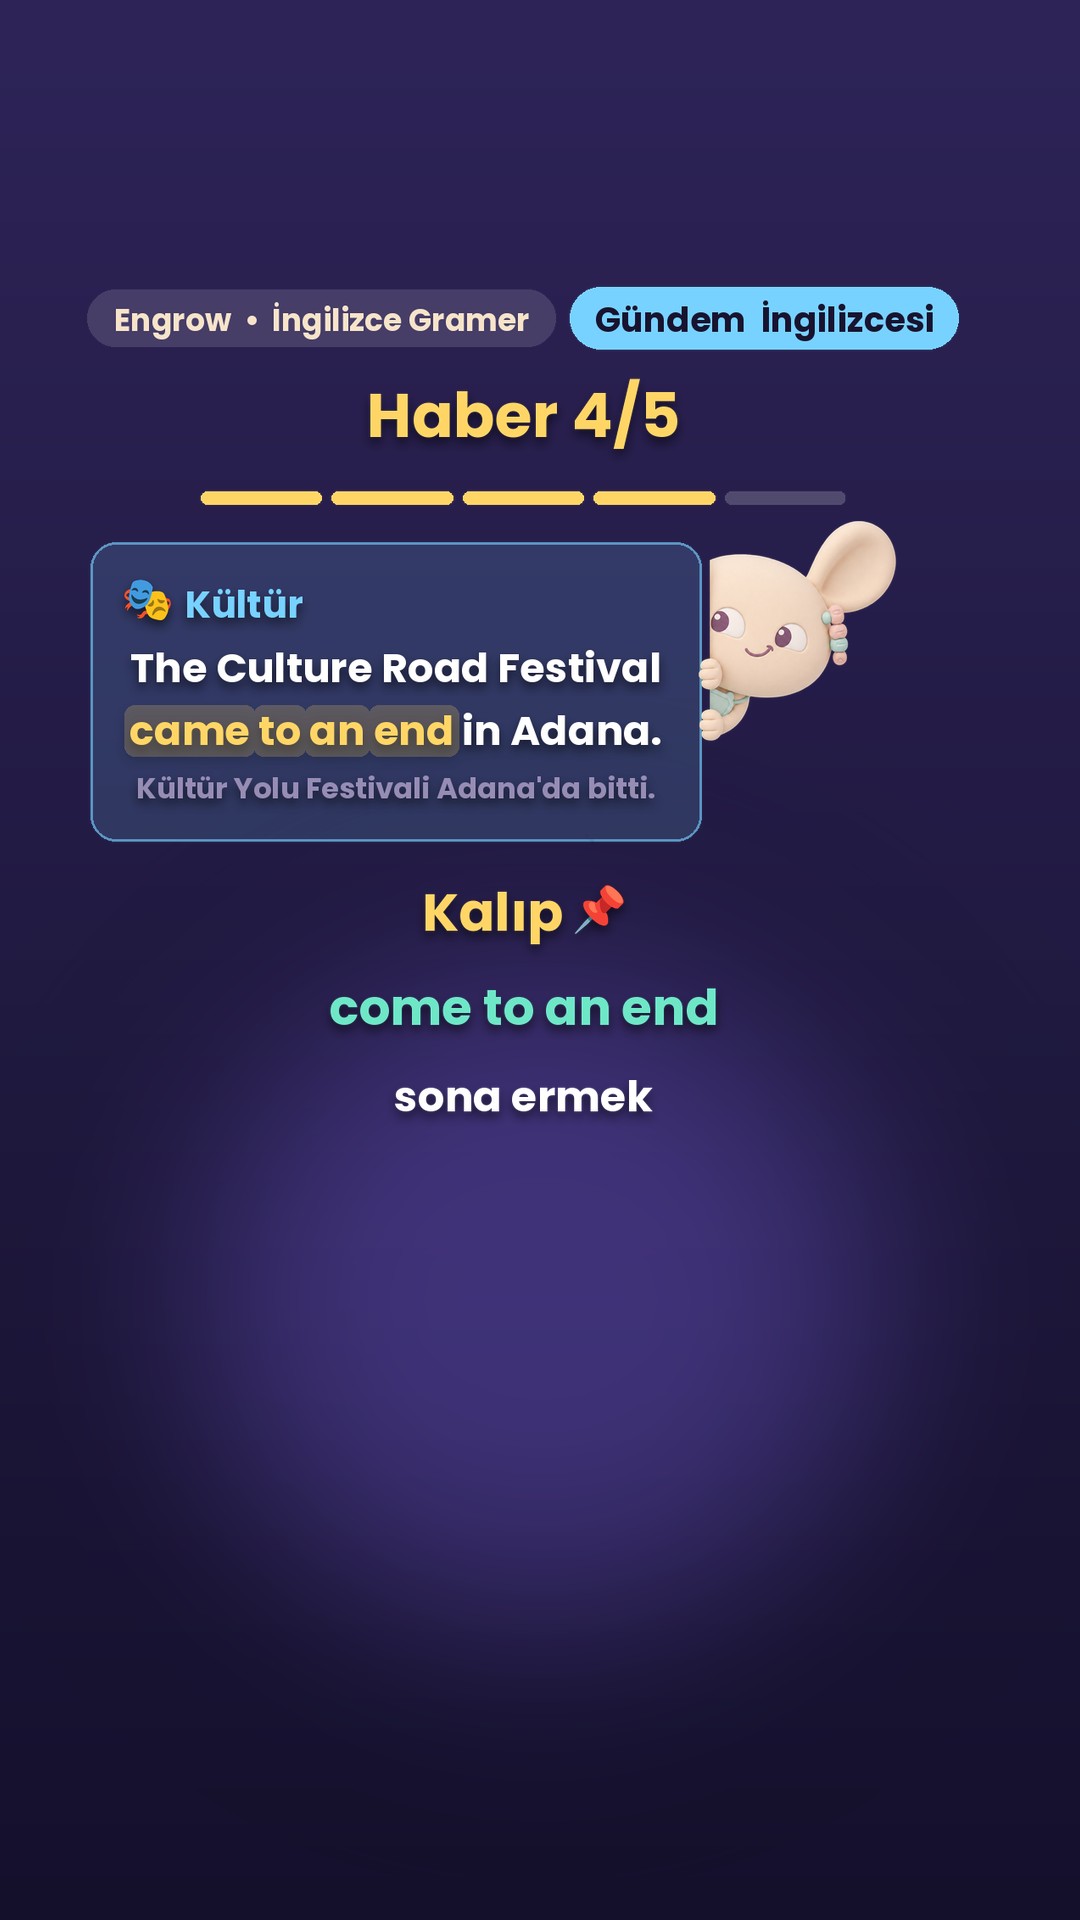 Engrow • İngilizce Gramer
Gündem İngilizcesi
Haber 4/5
Kültür
The Culture Road Festival
came to an end in Adana.
Kültür Yolu Festivali Adana'da bitti.
Kalıp
come to an end
sona ermek